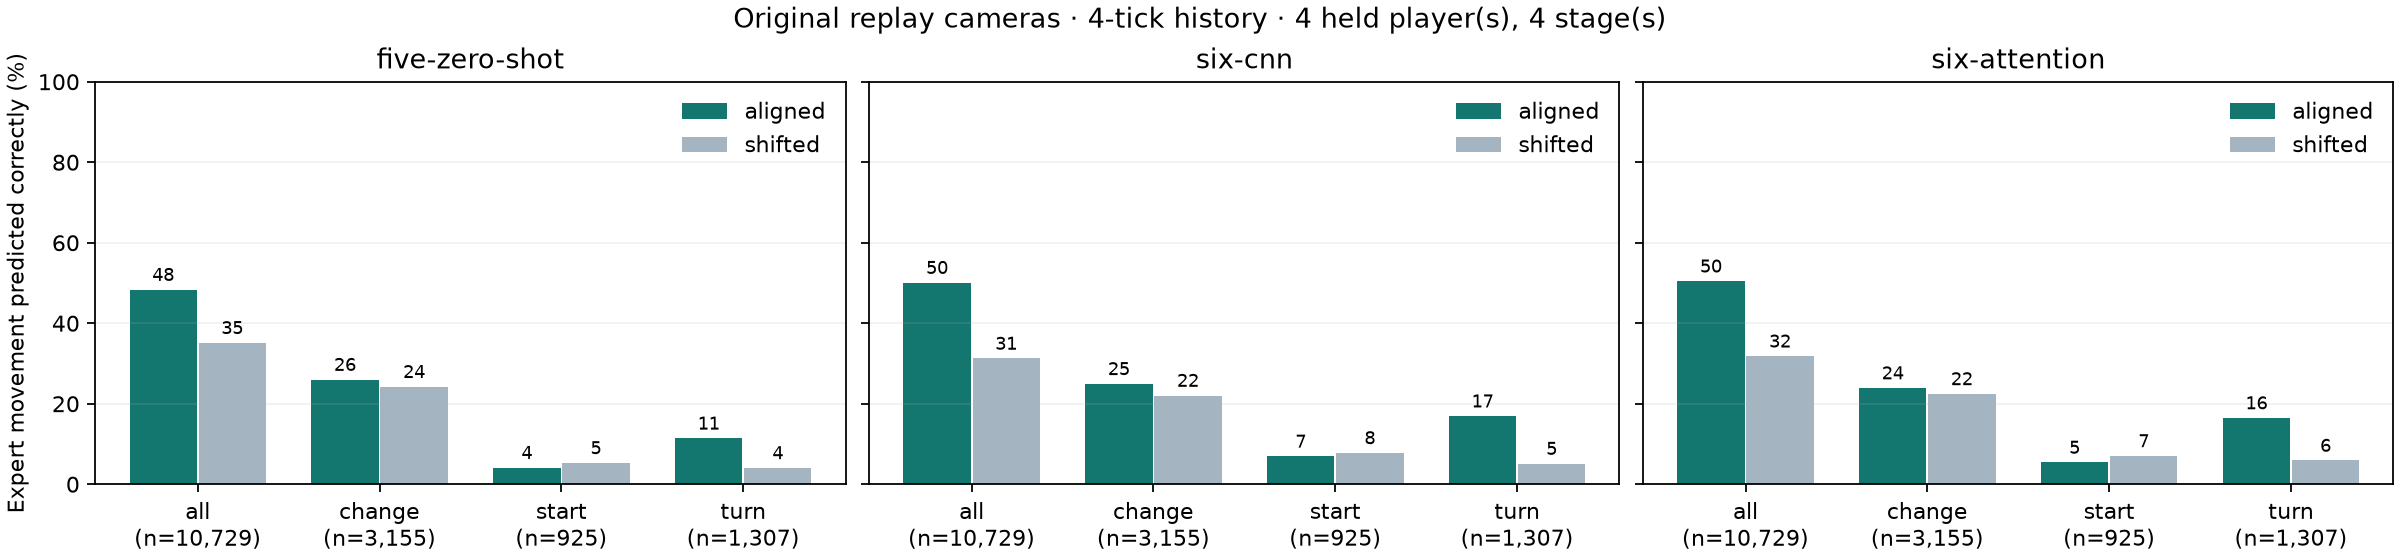 Original replay cameras · 4-tick history · 4 held player(s), 4 stage(s)
Expert movement predicted correctly (%)
five-zero-shot
100
80
60
40
20
0
aligned
shifted
48
35
26
24
4
5
11
4
all
(n=10,729)
change
(n=3,155)
start
(n=925)
turn
(n=1,307)
six-cnn
aligned
shifted
50
31
25
22
7
8
17
5
all
(n=10,729)
change
(n=3,155)
start
(n=925)
turn
(n=1,307)
six-attention
aligned
shifted
50
32
24
22
5
7
16
6
all
(n=10,729)
change
(n=3,155)
start
(n=925)
turn
(n=1,307)